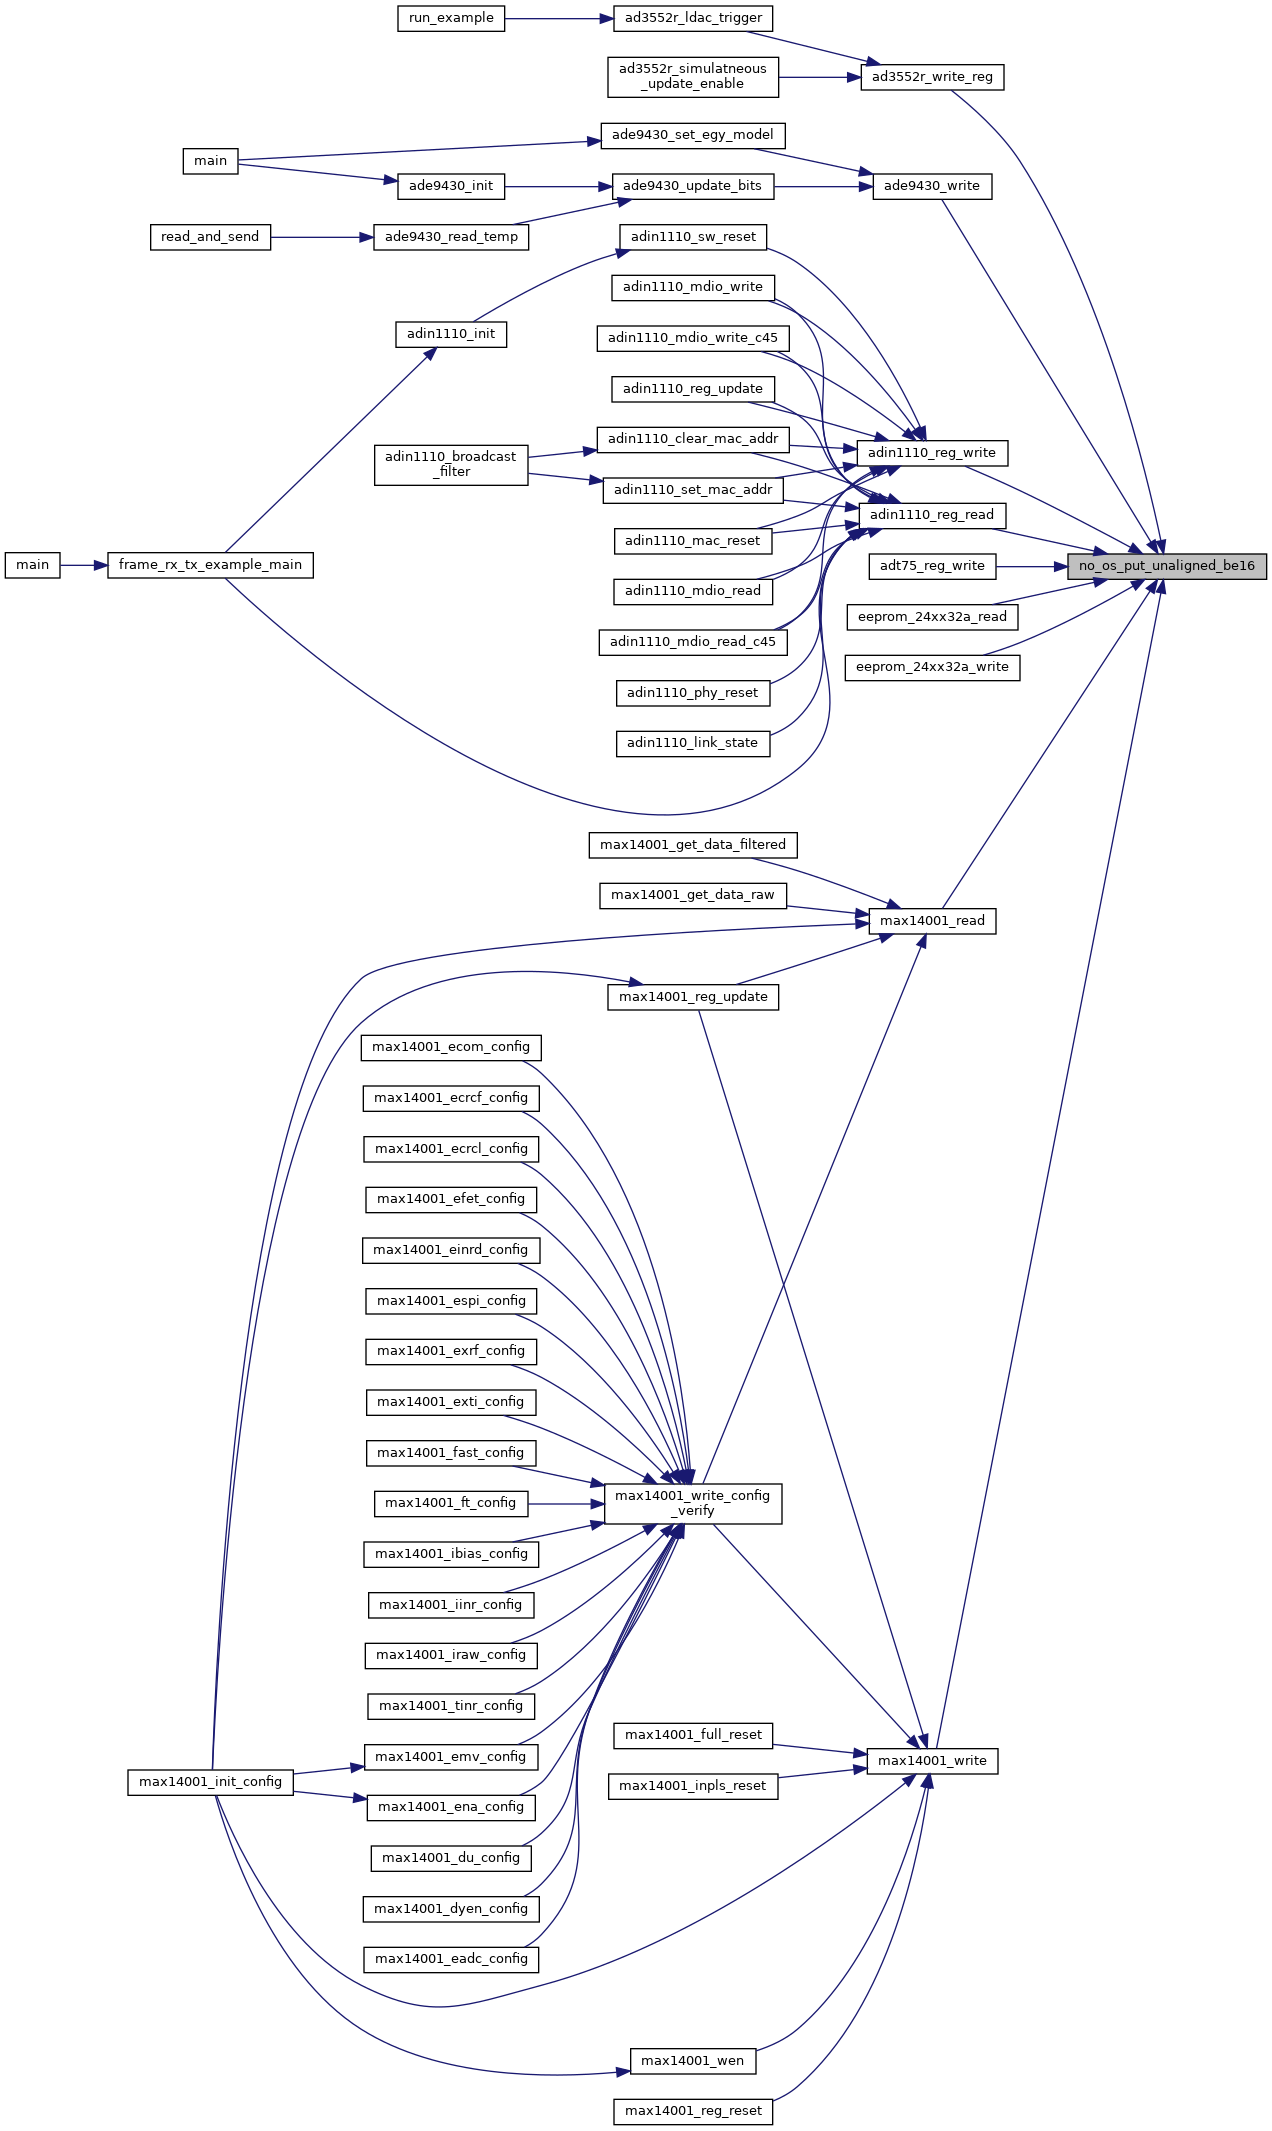 run_example
ad3552r_ldac_trigger
ad3552r_simulatneous
_update_enable
ad3552r_write_reg
ade9430_set_egy_model
main
ade9430_init
ade9430_update_bits
ade9430_write
read_and_send
ade9430_read_temp
adin1110_sw_reset
adin1110_mdio_write
adin1110_init
adin1110_mdio_write_c45
adin1110_reg_update
adin1110_clear_mac_addr
adin1110_reg_write
adin1110_broadcast
_filter
adin1110_set_mac_addr
adin1110_reg_read
adin1110_mac_reset
main
frame_rx_tx_example_main
adt75_reg_write
no_os_put_unaligned_be16
adin1110_mdio_read
eeprom_24xx32a_read
adin1110_mdio_read_c45
eeprom_24xx32a_write
adin1110_phy_reset
adin1110_link_state
max14001_get_data_filtered
max14001_get_data_raw
max14001_read
max14001_reg_update
max14001_ecom_config
max14001_ecrcf_config
max14001_ecrcl_config
max14001_efet_config
max14001_einrd_config
max14001_espi_config
max14001_exrf_config
max14001_exti_config
max14001_fast_config
max14001_write_config
_verify
max14001_ft_config
max14001_ibias_config
max14001_iinr_config
max14001_iraw_config
max14001_tinr_config
max14001_full_reset
max14001_emv_config
max14001_write
max14001_init_config
max14001_inpls_reset
max14001_ena_config
max14001_du_config
max14001_dyen_config
max14001_eadc_config
max14001_wen
max14001_reg_reset